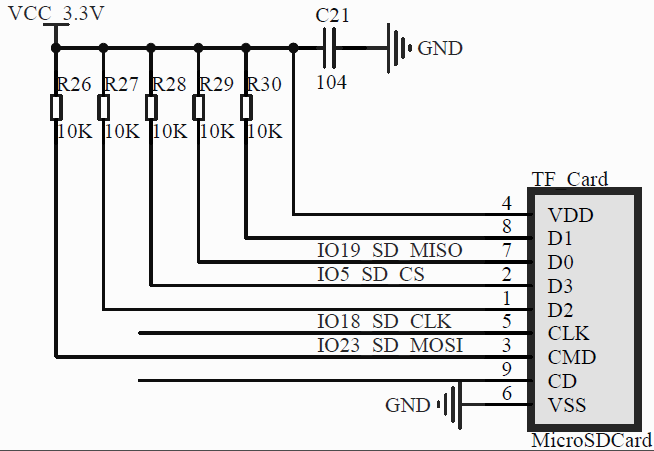 VCC_3.3V
C21
GND
104
R26 R27 R28 R29 R30
10K 10K 10K 10K 10K
TF_Card
4 VDD
8 D1
IO19_SD_MISO 7 D0
IO5_SD_CS 2 D3
1 D2
IO18_SD_CLK 5 CLK
IO23_SD_MOSI 3 CMD
9 CD
GND 6 VSS
MicroSDCard